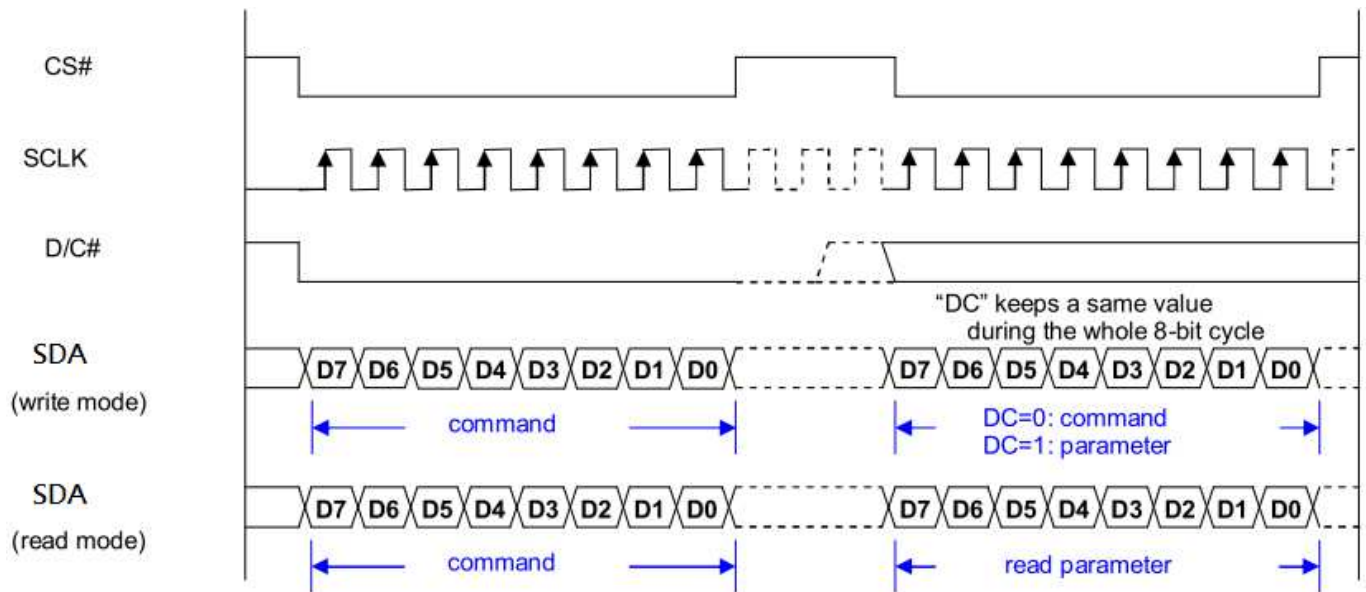 CS#
SCLK
D/C#
“DC” keeps a same value
during the whole 8-bit cycle
SDA
(write mode)
D7 D6 D5 D4 D3 D2 D1 D0 D7 D6 D5 D4 D3 D2 D1 D0
command
DC=0: command
DC=1: parameter
SDA
(read mode)
D7 D6 D5 D4 D3 D2 D1 D0 D7 D6 D5 D4 D3 D2 D1 D0
command
read parameter